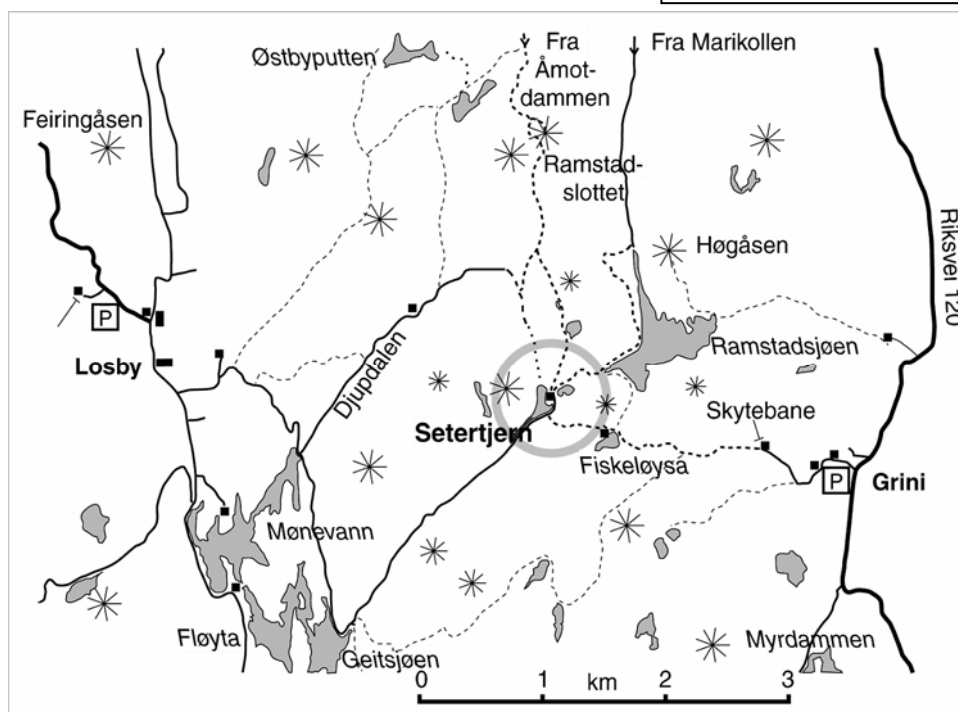 Østbyputten
Fra
Åmot-
dammen
Fra Marikollen
Feiringåsen
Ramstad-
slottet
Høgåsen
Riksvei 120
P
Losby
Djupdalen
Ramstadsjøen
Setertjern
Skytebane
Fiskeløysa
P
Grini
Mønevann
Fløyta
Geitsjøen
Myrdammen
0 1 km 2 3